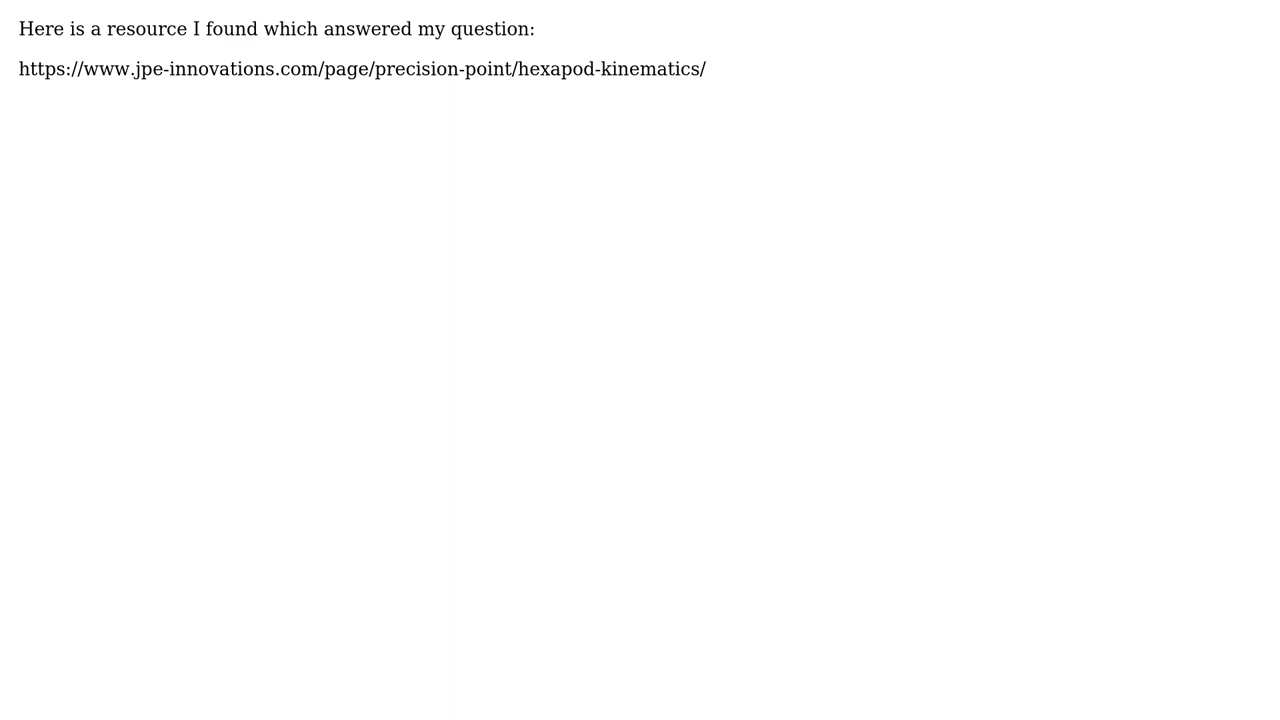 Here is a resource I found which answered my question:
https://www.jpe-innovations.com/page/precision-point/hexapod-kinematics/